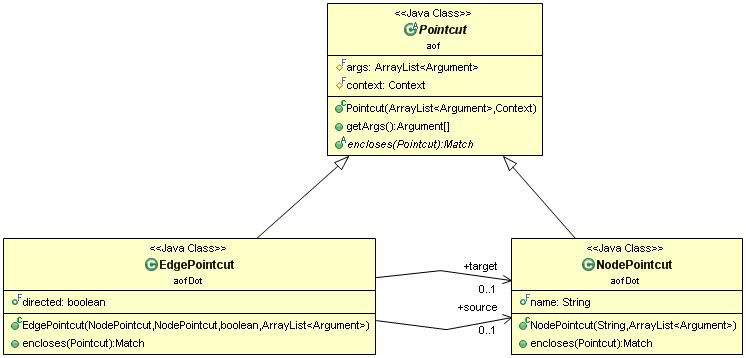 <<Java Class>>
Pointcut
aof
args: ArrayList<Argument>
context: Context
Pointcut(ArrayList<Argument>,Context)
getArgs():Argument[]
encloses(Pointcut):Match
<<Java Class>>
EdgePointcut
aofDot
directed: boolean
EdgePointcut(NodePointcut,NodePointcut,boolean,ArrayList<Argument>)
encloses(Pointcut):Match
+target
0..1
+source
0..1
<<Java Class>>
NodePointcut
aofDot
name: String
NodePointcut(String,ArrayList<Argument>)
encloses(Pointcut):Match